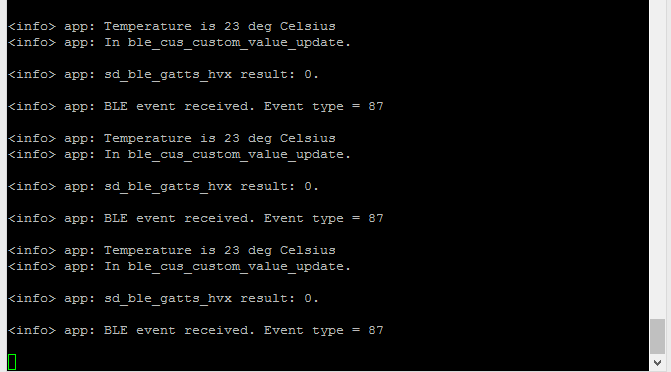 <info> app: Temperature is 23 deg Celsius
<info> app: In ble_cus_custom_value_update.
<info> app: sd_ble_gatts_hvx result: 0.
<info> app: BLE event received. Event type = 87
<info> app: Temperature is 23 deg Celsius
<info> app: In ble_cus_custom_value_update.
<info> app: sd_ble_gatts_hvx result: 0.
<info> app: BLE event received. Event type = 87
<info> app: Temperature is 23 deg Celsius
<info> app: In ble_cus_custom_value_update.
<info> app: sd_ble_gatts_hvx result: 0.
<info> app: BLE event received. Event type = 87